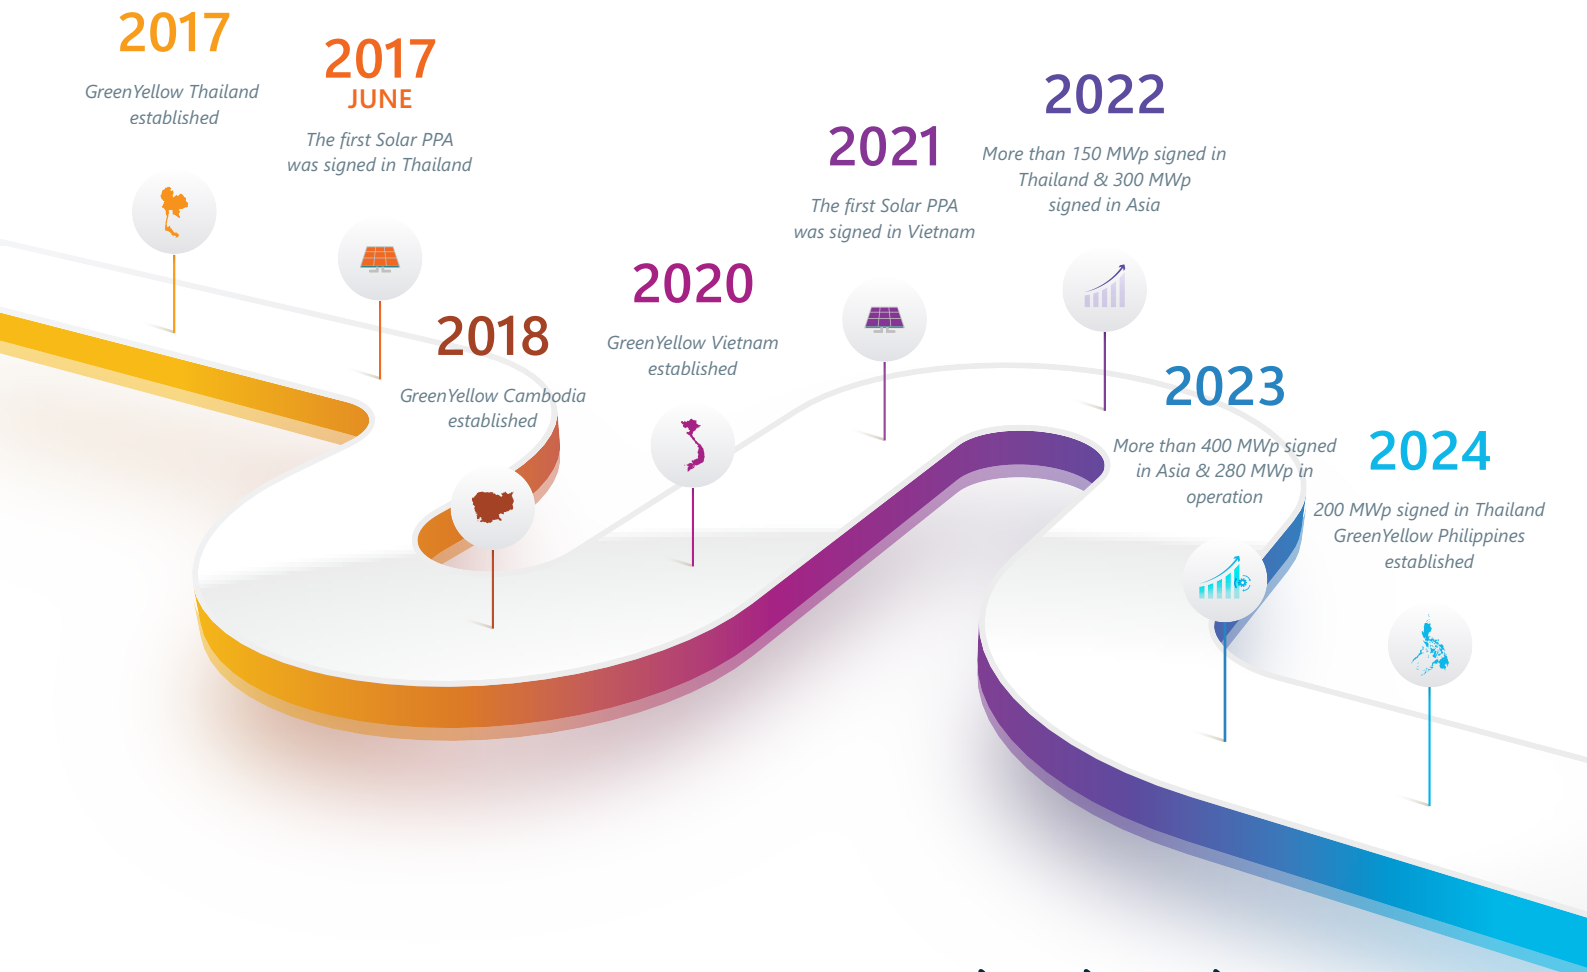 2017
GreenYellow Thailand
established
2017
JUNE
The first Solar PPA
was signed in Thailand
2018
GreenYellow Cambodia
established
2020
GreenYellow Vietnam
established
2021
The first Solar PPA
was signed in Vietnam
2022
More than 150 MWp signed in
Thailand & 300 MWp
signed in Asia
2023
More than 400 MWp signed
in Asia & 280 MWp in
operation
2024
200 MWp signed in Thailand
GreenYellow Philippines
established